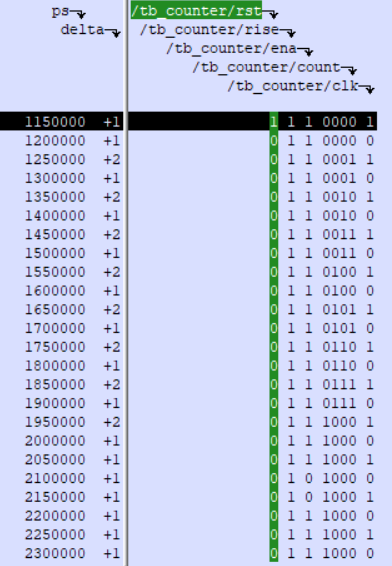 ps /tb_counter/rst
delta /tb_counter/rise
/tb_counter/ena
/tb_counter/count
/tb_counter/clk
1150000 +1 1 1 1 0000 1
1200000 +1 0 1 1 0000 0
1250000 +2 0 1 1 0001 1
1300000 +1 0 1 1 0001 0
1350000 +2 0 1 1 0010 1
1400000 +1 0 1 1 0010 0
1450000 +2 0 1 1 0011 1
1500000 +1 0 1 1 0011 0
1550000 +2 0 1 1 0100 1
1600000 +1 0 1 1 0100 0
1650000 +2 0 1 1 0101 1
1700000 +1 0 1 1 0101 0
1750000 +2 0 1 1 0110 1
1800000 +1 0 1 1 0110 0
1850000 +2 0 1 1 0111 1
1900000 +1 0 1 1 0111 0
1950000 +2 0 1 1 1000 1
2000000 +1 0 1 1 1000 0
2050000 +1 0 1 1 1000 1
2100000 +1 0 1 0 1000 0
2150000 +1 0 1 0 1000 1
2200000 +1 0 1 1 1000 0
2250000 +1 0 1 1 1000 1
2300000 +1 0 1 1 1000 0